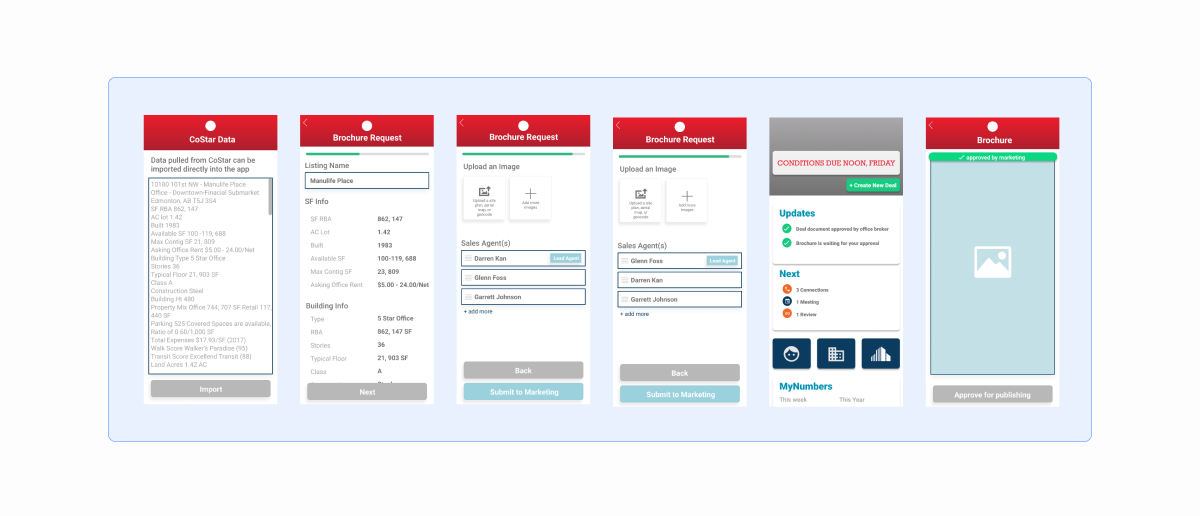 CoStar Data
Data pulled from CoStar can be
imported directly into the app
10180 101st NW - Manulife Place
Office - Downtown-Finacial Submarket
Edmonton, AB T5J 3S4
SF RBA 862, 147
AC lot 1.42
Built 1983
Available SF 100 -119, 688
Max Contig SF 21, 809
Asking Office Rent $5.00 - 24.00/Net
Building Type 5 Star Office
Stories 36
Typical Floor 21, 903 SF
Class A
Construction Steel
Building Ht 480
Property Mix Office 744, 707 SF Retail 117,
440 SF
Parking 525 Covered Spaces are available,
Ratio of 0.60/1,000 SF
Total Expenses $17.93/SF (2017)
Walk Score Walker's Paradise (95)
Transit Score Excellend Transit (88)
Land Acres 1.42 AC
Import
Brochure Request
Listing Name
Manulife Place
SF Info
SF RBA 862, 147
AC Lot 1.42
Built 1983
Available SF 100-119, 688
Max Contig SF 23, 809
Asking Office Rent $5.00 - 24.00/Net
Building Info
Type 5 Star Office
RBA 862, 147 SF
Stories 36
Typical Floor 21, 903 SF
Class A
Next
Brochure Request
Upload an Image
Upload a site
plan, aerial
map, or
geocode
Add more
images
Sales Agent(s)
Darren Kan Lead Agent
Glenn Foss
Garrett Johnson
+ add more
Back
Submit to Marketing
Brochure Request
Upload an Image
Upload a site
plan, aerial
map, or
geocode
Add more
images
Sales Agent(s)
Glenn Foss Lead Agent
Darren Kan
Garrett Johnson
+ add more
Back
Submit to Marketing
CONDITIONS DUE NOON, FRIDAY
+ Create New Deal
Updates
Deal document approved by office broker
Brochure is waiting for your approval
Next
3 Connections
1 Meeting
1 Review
MyNumbers
This week This Year
Brochure
approved by marketing
Approve for publishing